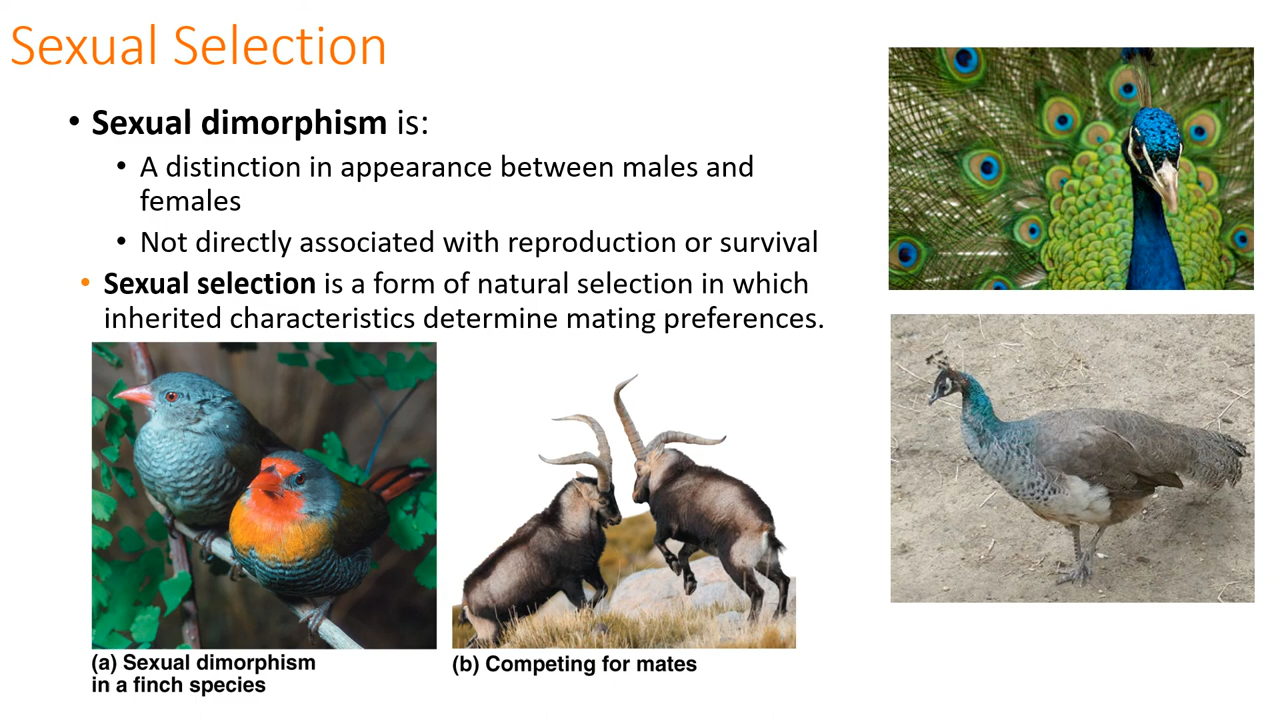 Sexual Selection
• Sexual dimorphism is:
• A distinction in appearance between males and
females
• Not directly associated with reproduction or survival
• Sexual selection is a form of natural selection in which
inherited characteristics determine mating preferences.
(a) Sexual dimorphism
in a finch species
(b) Competing for mates